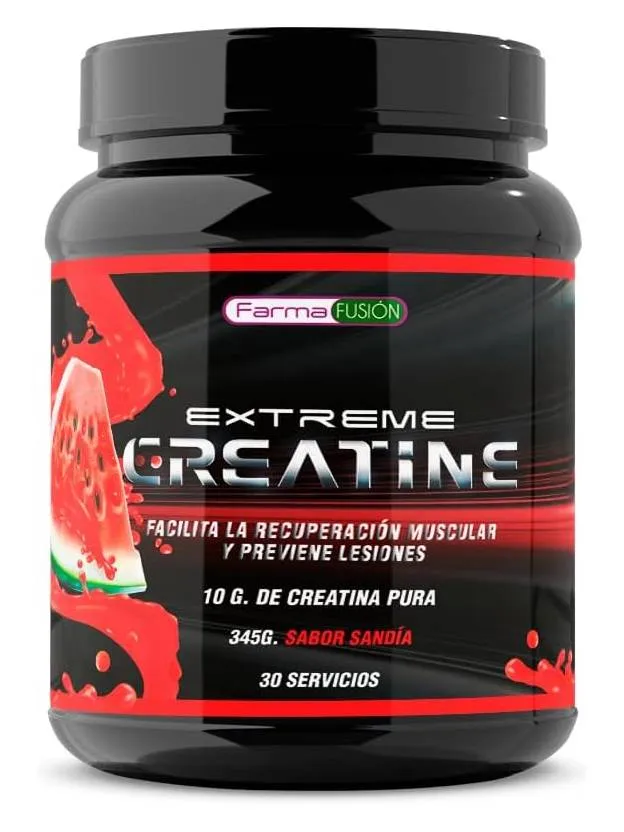 Farma FUSIÓN
EXTREME
CREATINE
FACILITA LA RECUPERACIÓN MUSCULAR
Y PREVIENE LESIONES
10 G. DE CREATINA PURA
345G. SABOR SANDÍA
30 SERVICIOS